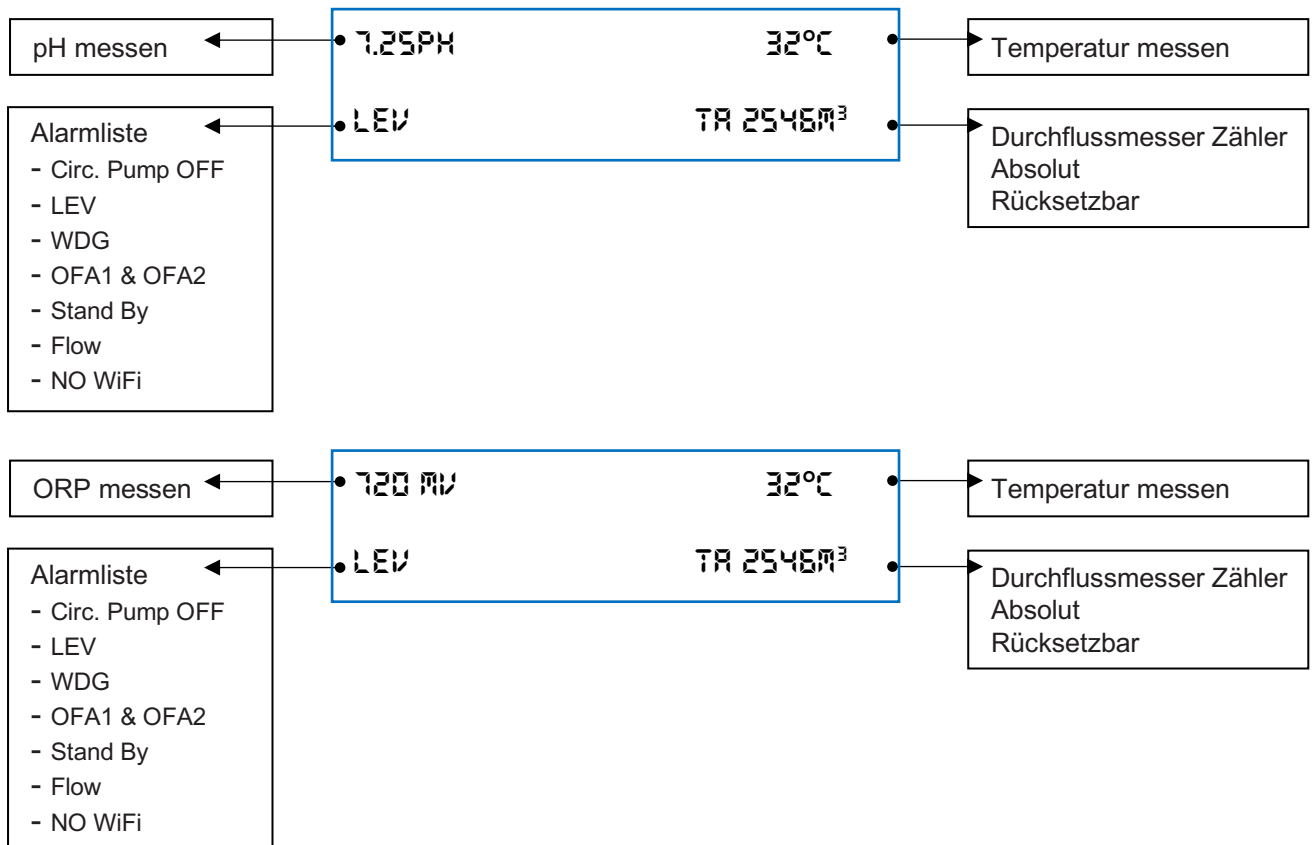 pH messen
7.25PH
32°C
Temperatur messen
Alarmliste
- Circ. Pump OFF
- LEV
- WDG
- OFA1 & OFA2
- Stand By
- Flow
- NO WiFi
LEV
TA 2546M³
Durchflussmesser Zähler
Absolut
Rücksetzbar
ORP messen
720 MV
32°C
Temperatur messen
Alarmliste
- Circ. Pump OFF
- LEV
- WDG
- OFA1 & OFA2
- Stand By
- Flow
- NO WiFi
LEV
TA 2546M³
Durchflussmesser Zähler
Absolut
Rücksetzbar